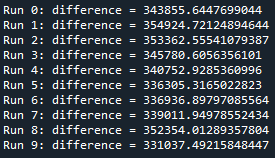 Run 0: difference = 343855.6447699044
Run 1: difference = 354924.72124894644
Run 2: difference = 353362.55541079387
Run 3: difference = 345780.6056356101
Run 4: difference = 340752.9285360996
Run 5: difference = 336305.3165022823
Run 6: difference = 336936.89797085564
Run 7: difference = 339011.94978552434
Run 8: difference = 352354.01289357804
Run 9: difference = 331037.49215848447